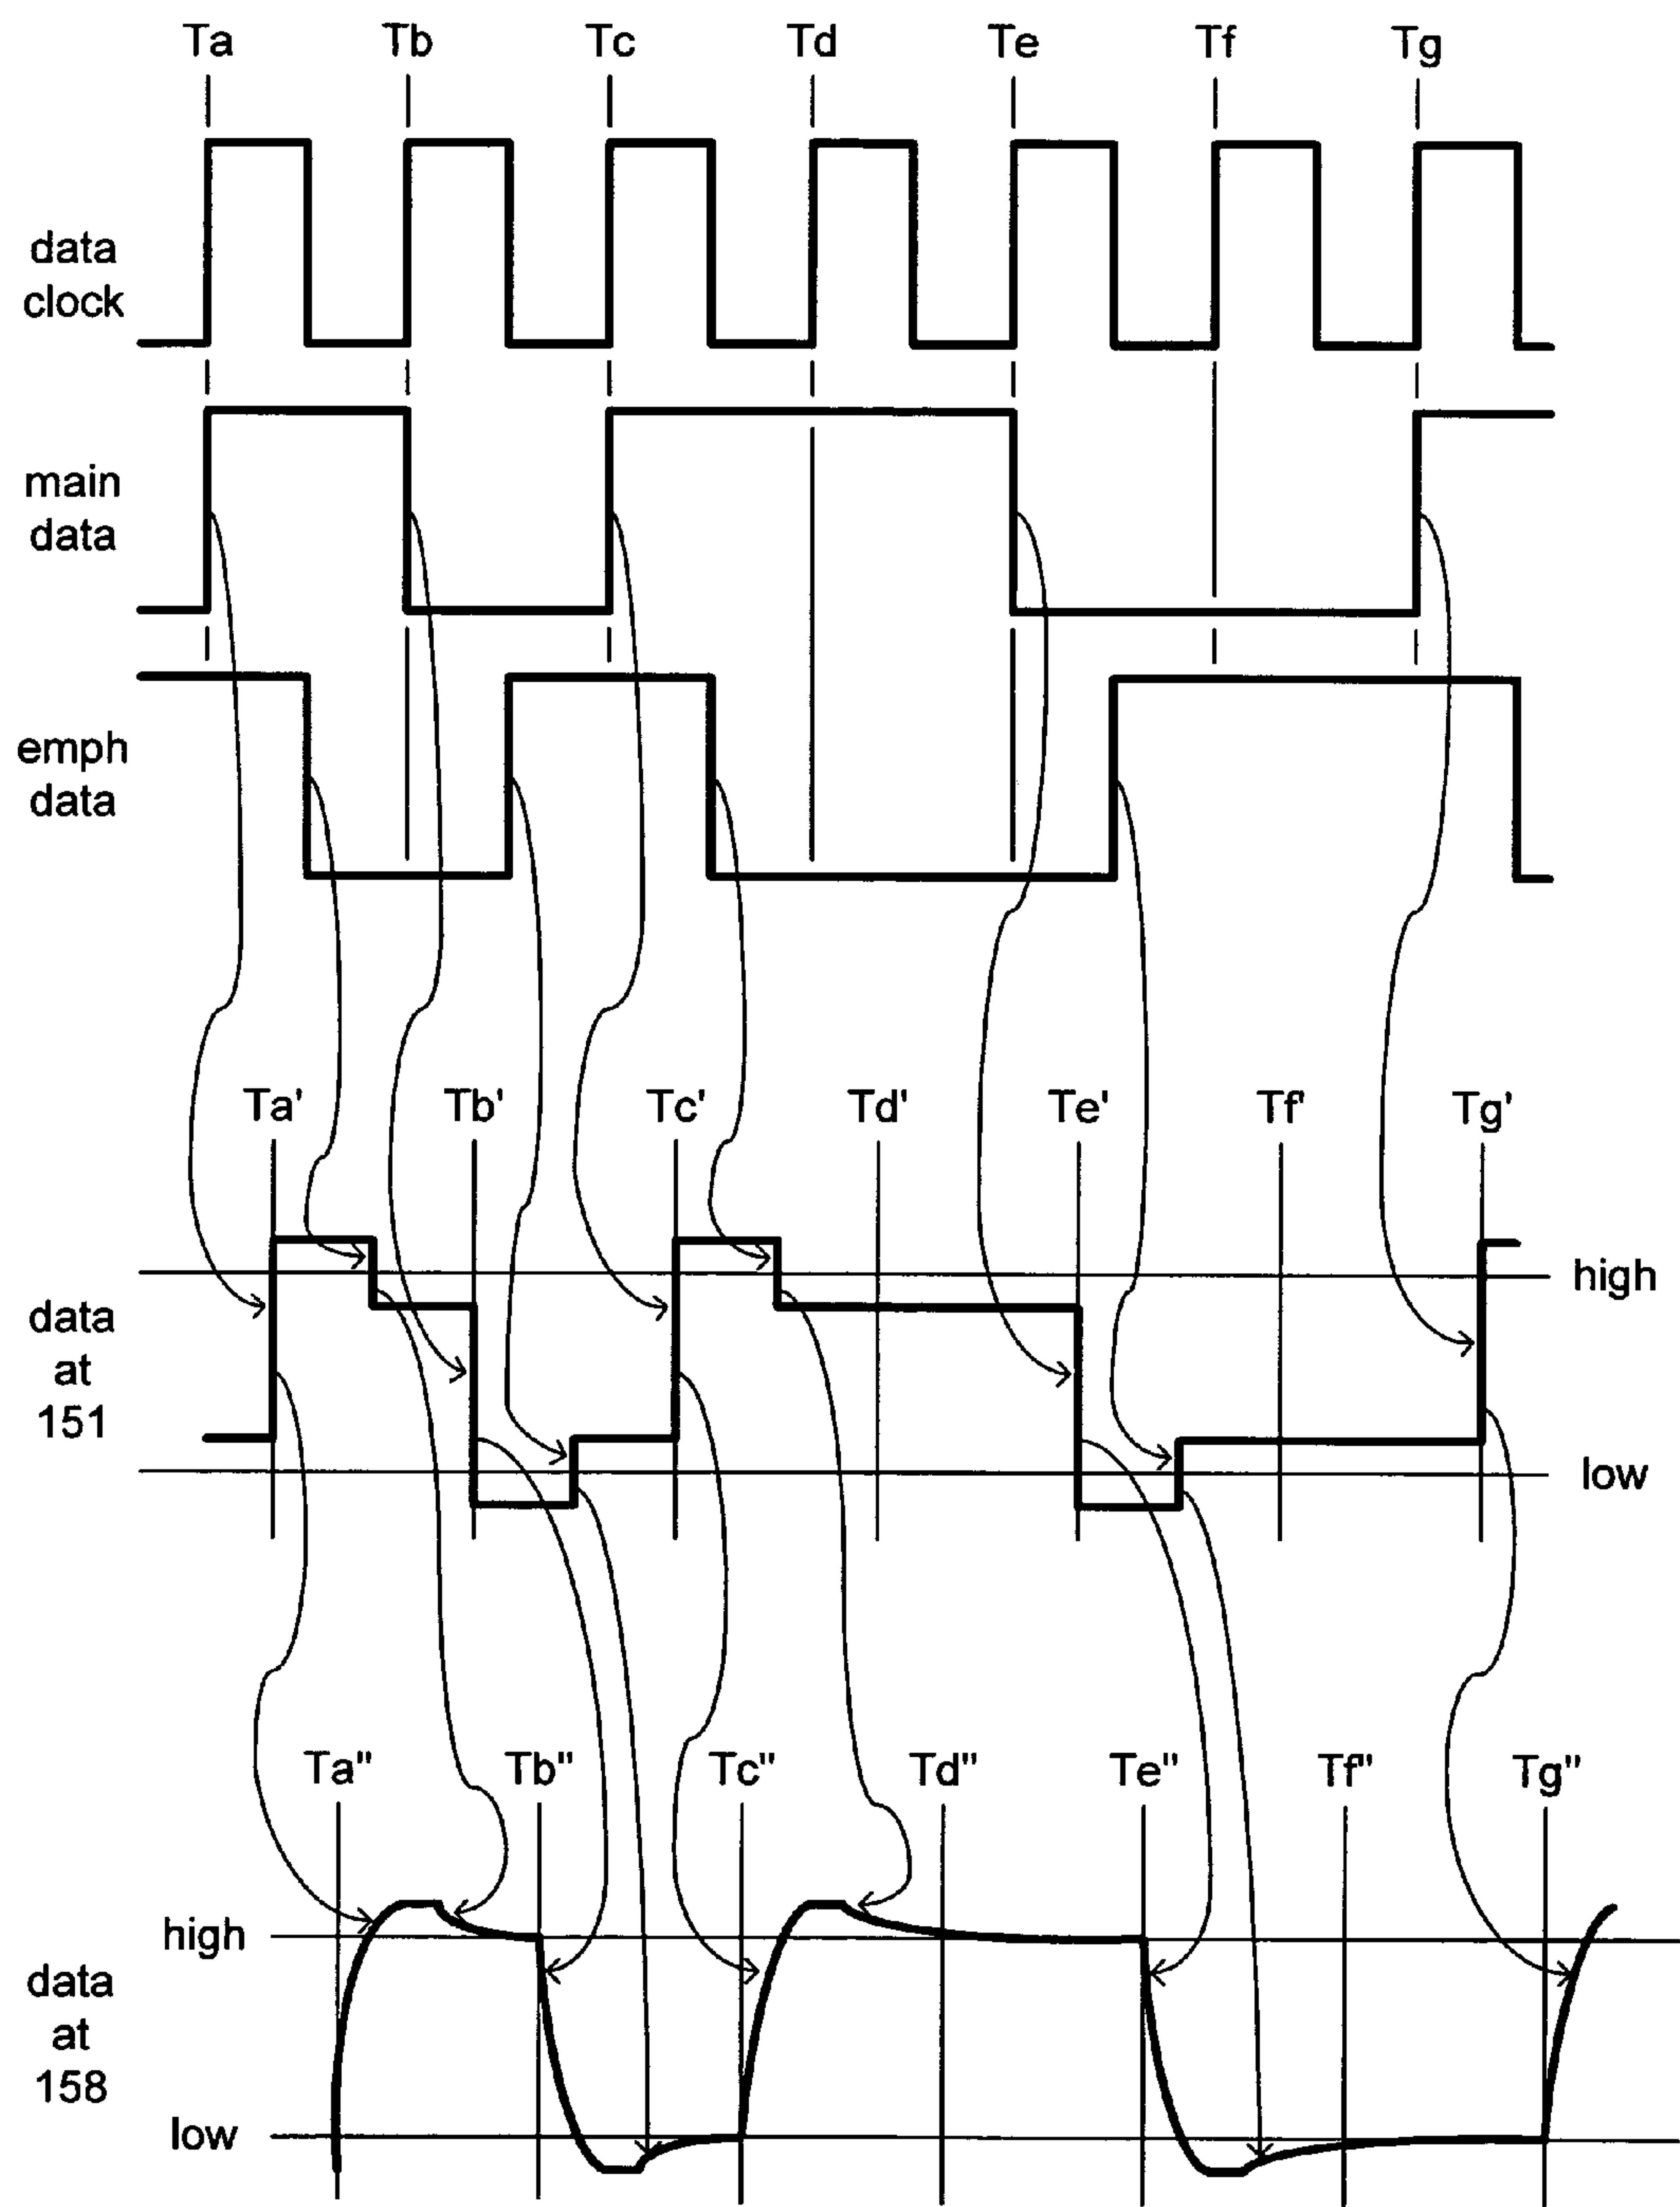 Ta Tb Tc Td Te Tf Tg
data
clock
main
data
emph
data
Ta' Tb' Tc' Td' Te' Tf' Tg'
high
data
at
151
low
Ta" Tb" Tc" Td" Te" Tf" Tg"
high
data
at
158
low